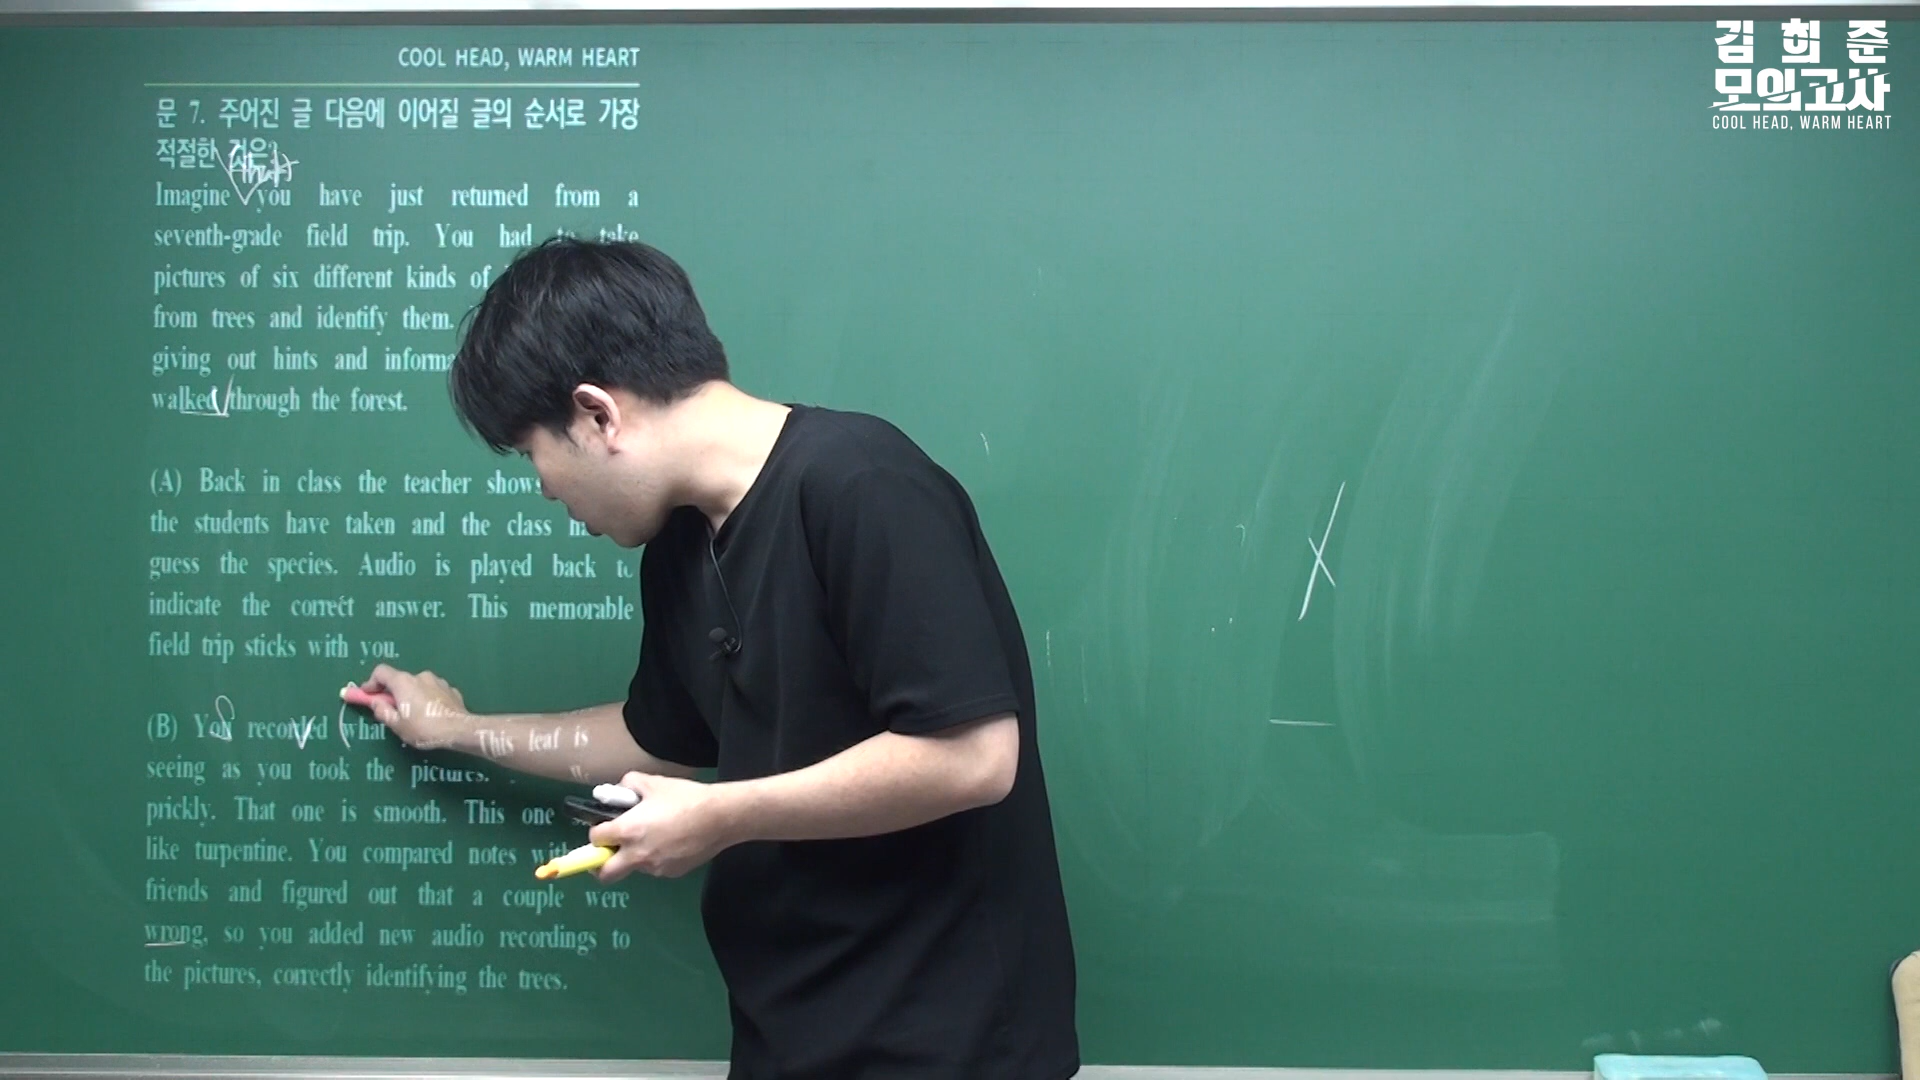 COOL HEAD, WARM HEART
문 7. 주어진 글 다음에 이어질 글의 순서로 가장
적절한 것은?
(that)
Imagine you have just returned from a
seventh-grade field trip. You had to take
pictures of six different kinds of
from trees and identify them.
giving out hints and
walked through the forest.
(A) Back in class the teacher shows
the students have taken and the class
guess the species. Audio is played back to
indicate the correct answer. This memorable
field trip sticks with you.
(B) You recorded what
seeing as you took the pictures. This leaf is
prickly. That one is smooth. This one
like turpentine. You compared notes with
friends and figured out that a couple were
wrong, so you added new audio recordings to
the pictures, correctly identifying the trees.
S V
김희준
모의고사
COOL HEAD, WARM HEART